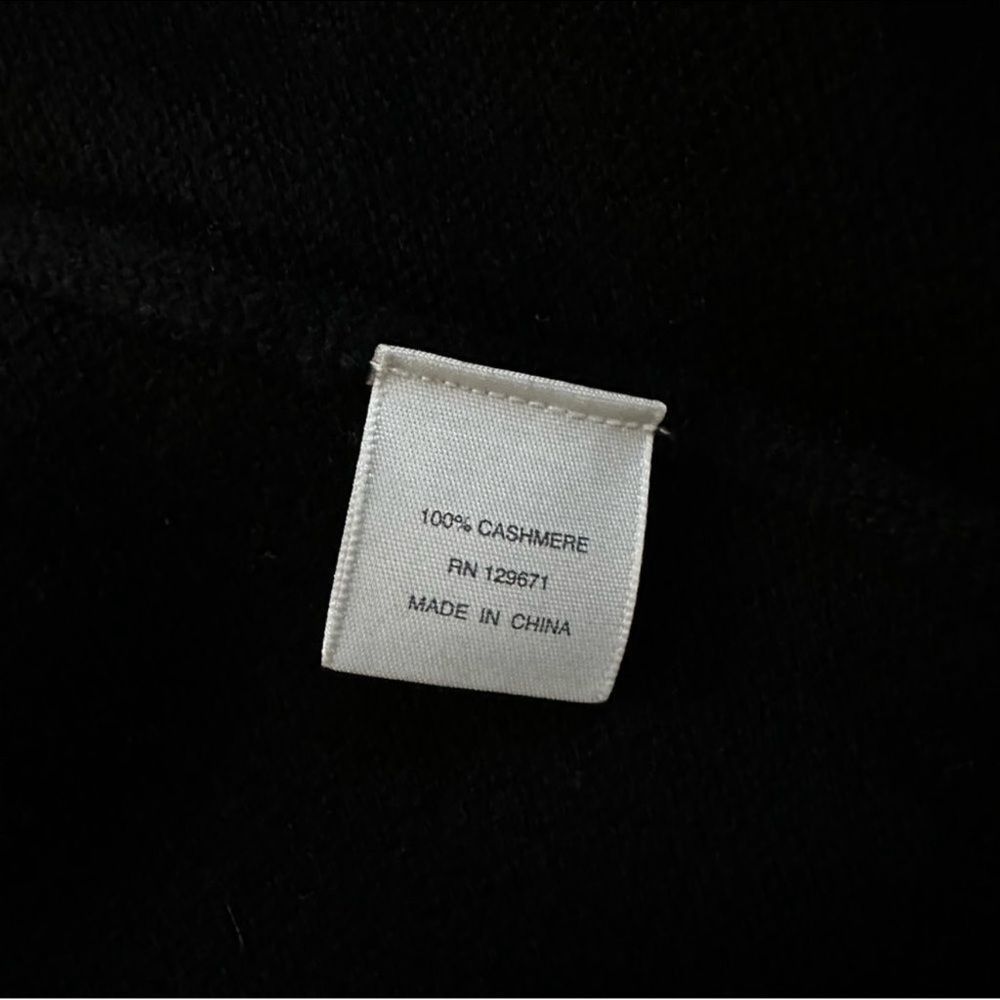 100% CASHMERE
RN 129671
MADE IN CHINA